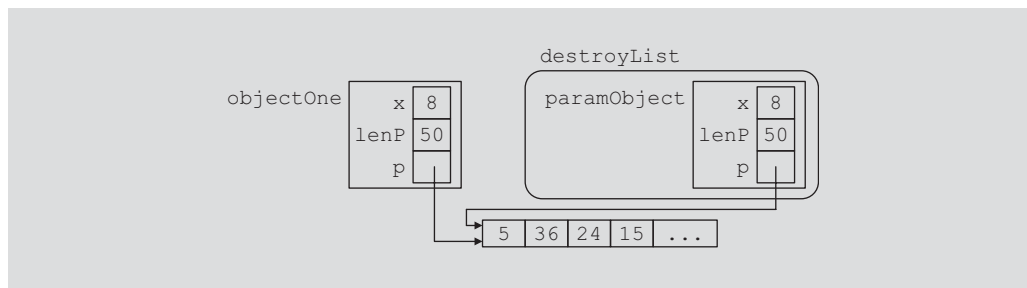 destroyList
objectOne x 8 paramObject x 8
lenP 50 lenP 50
p p
5 36 24 15 ...